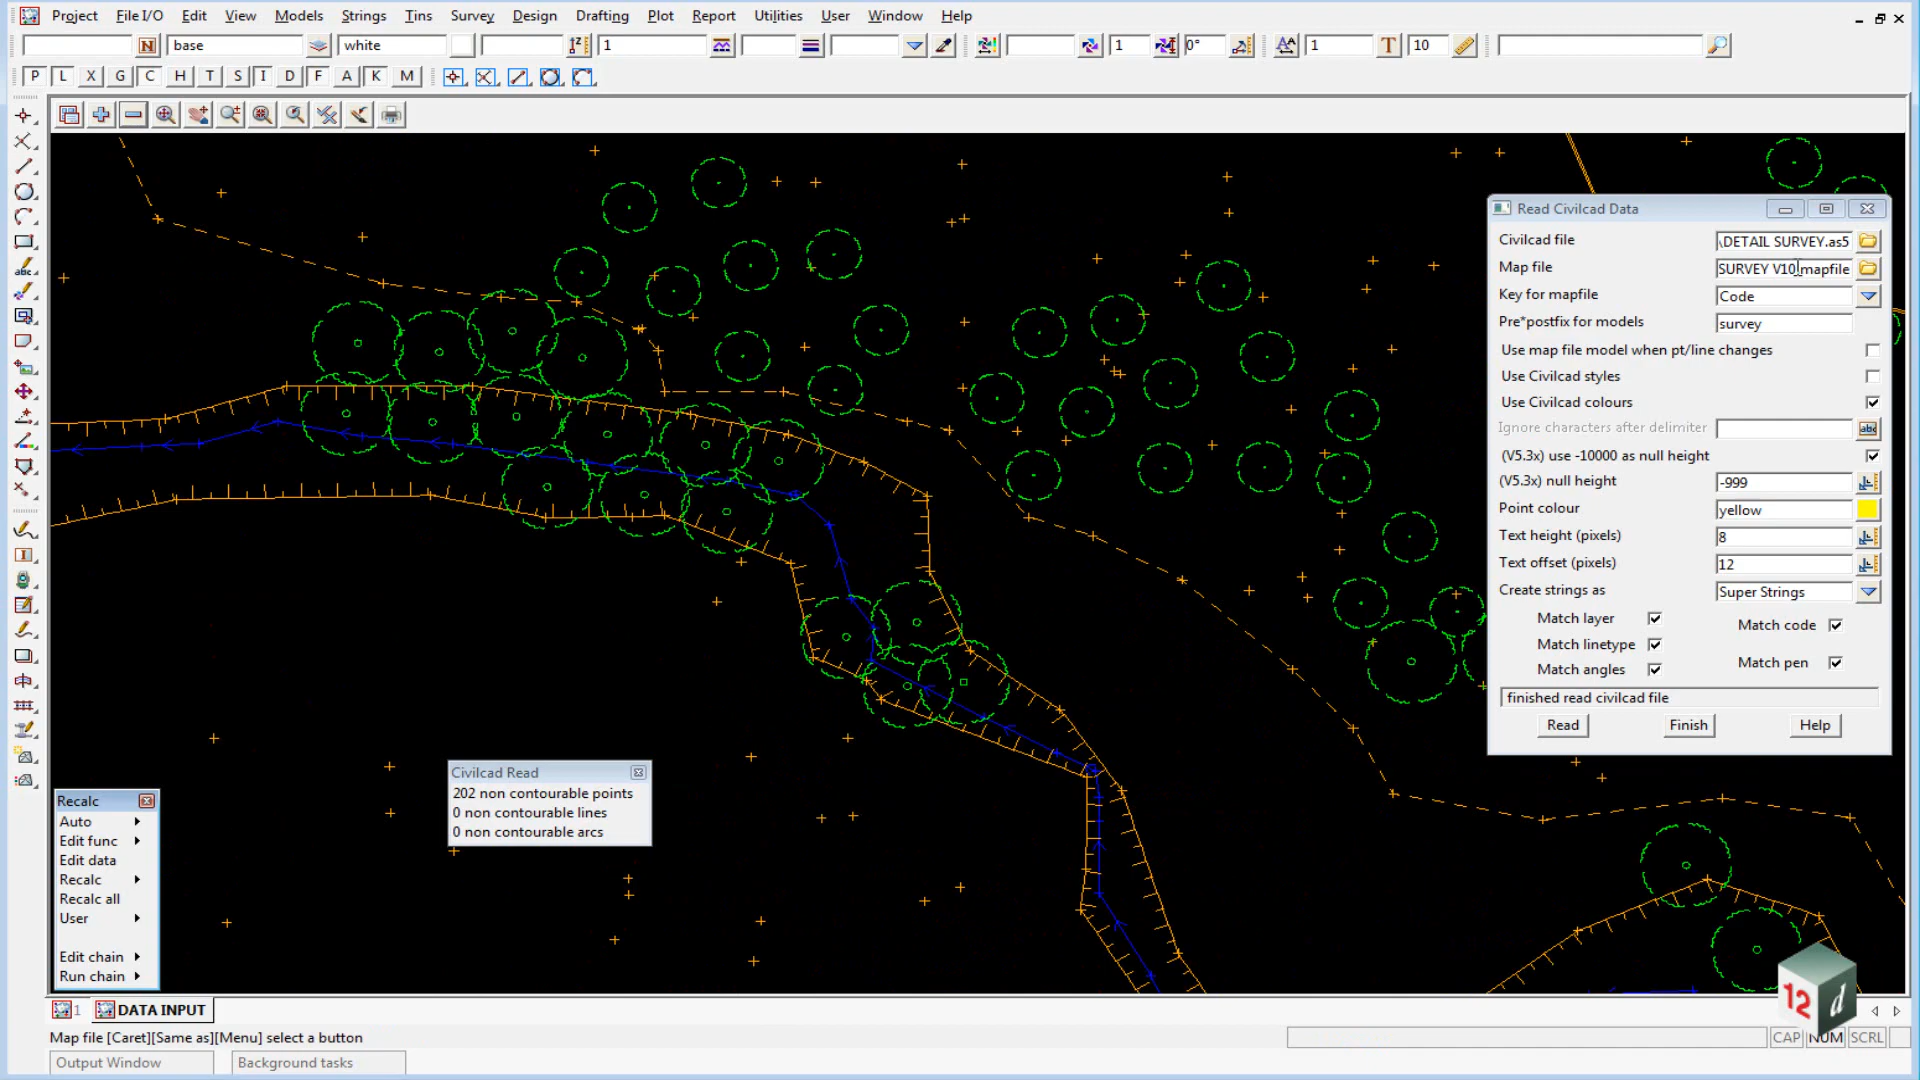 Project File I/O Edit View Models Strings Tins Survey Design Drafting Plot Report Utilities User Window Help
N base white 1 1 0° 1 T 10
P L X G C H T S I D F A K M
Read Civilcad Data
Civilcad file \DETAIL SURVEY.as5
Map file SURVEY V10.mapfile
Key for mapfile Code
Pre*postfix for models survey
Use map file model when pt/line changes
Use Civilcad styles
Use Civilcad colours
Ignore characters after delimiter abc
(V5.3x) use -10000 as null height
(V5.3x) null height -999
Point colour yellow
Text height (pixels) 8
Text offset (pixels) 12
Create strings as Super Strings
Match layer Match code
Match linetype
Match angles Match pen
finished read civilcad file
Read Finish Help
Civilcad Read
202 non contourable points
0 non contourable lines
0 non contourable arcs
Recalc
Auto
Edit func
Edit data
Recalc
Recalc all
User
Edit chain
Run chain
1 DATA INPUT
12d
Map file [Caret][Same as][Menu] select a button
CAP NUM SCRL
Output Window Background tasks